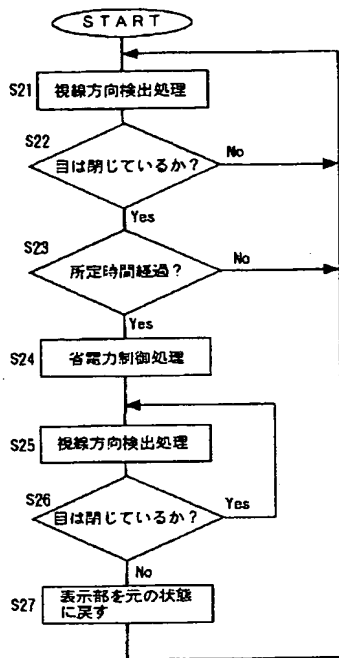 START
S21
視線方向検出処理
S22
目は閉じているか?
No
Yes
S23
所定時間経過?
No
Yes
S24
省電力制御処理
S25
視線方向検出処理
S26
目は閉じているか?
Yes
No
S27
表示部を元の状態
に戻す